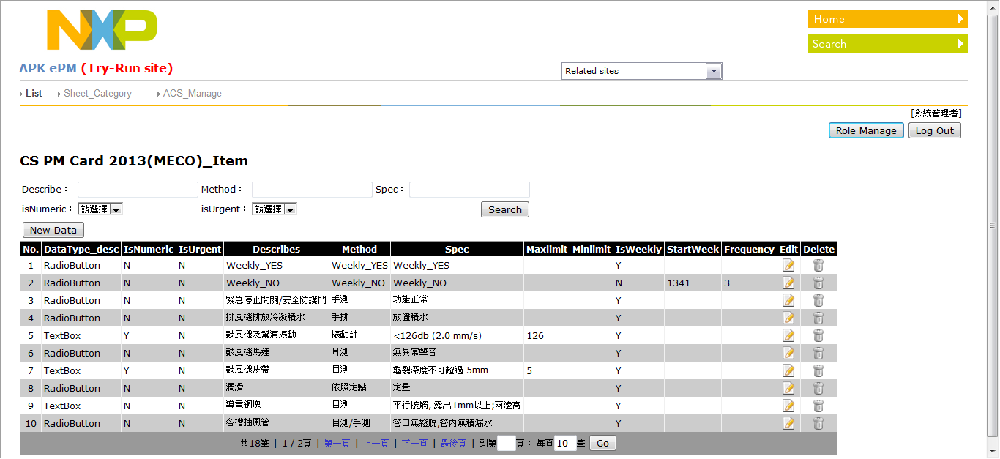 NXP
Home
Search
APK ePM (Try-Run site)
Related sites
List Sheet_Category ACS_Manage
[系統管理者]
Role Manage Log Out
CS PM Card 2013(MECO)_Item
Describe： Method： Spec：
isNumeric： 請選擇 isUrgent： 請選擇 Search
New Data
No. DataType_desc IsNumeric IsUrgent Describes Method Spec Maxlimit Minlimit IsWeekly StartWeek Frequency Edit Delete
1 RadioButton N N Weekly_YES Weekly_YES Weekly_YES Y
2 RadioButton N N Weekly_NO Weekly_NO Weekly_NO N 1341 3
3 RadioButton N N 緊急停止開關/安全防護門 手測 功能正常 Y
4 RadioButton N N 排風機排放冷凝積水 手排 放儘積水 Y
5 TextBox Y N 鼓風機及幫浦振動 振動計 <126db (2.0 mm/s) 126 Y
6 RadioButton N N 鼓風機馬達 耳測 無異常聲音 Y
7 TextBox Y N 鼓風機皮帶 目測 龜裂深度不可超過 5mm 5 Y
8 RadioButton N N 潤滑 依照定點 定量 Y
9 TextBox N N 導電銅塊 目測 平行接觸, 露出1mm以上;兩邊高 Y
10 RadioButton N N 各槽抽風管 目測/手測 管口無鬆脫,管內無積漏水 Y
共18筆 | 1 / 2頁 | 第一頁 | 上一頁 | 下一頁 | 最後頁 | 到第 頁： 每頁 10 筆 Go